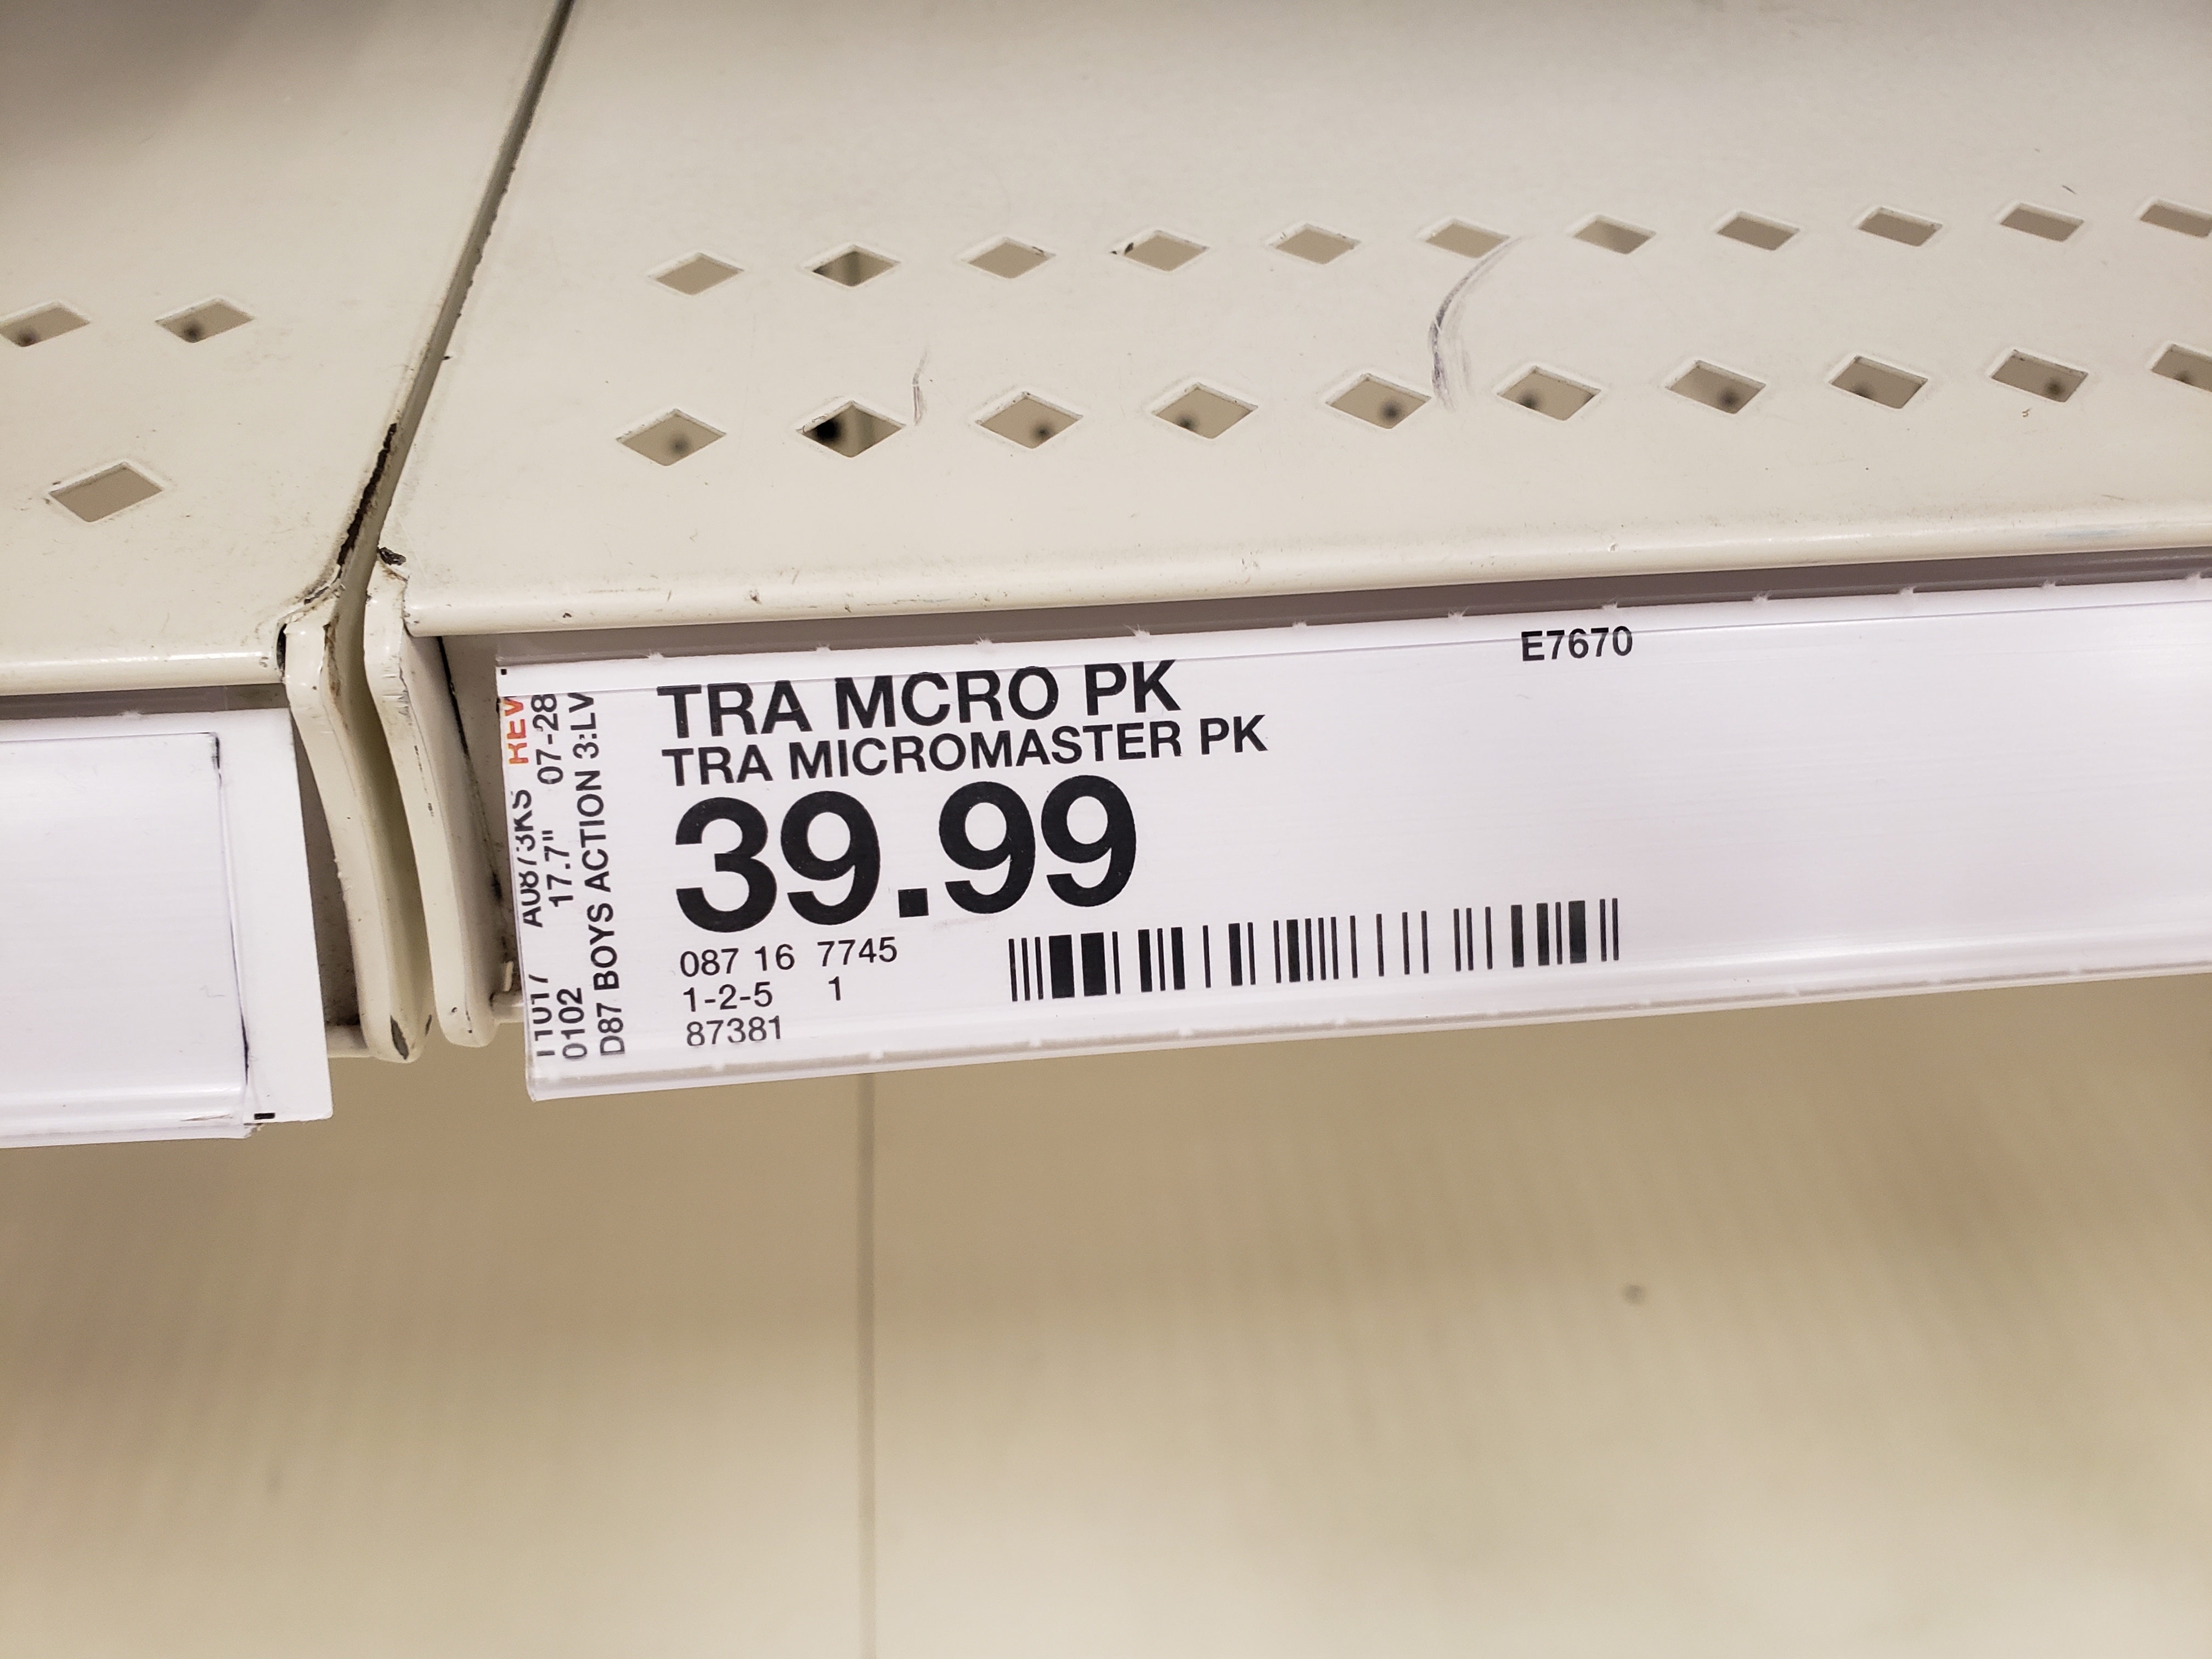 E7670
TRA MCRO PK
TRA MICROMASTER PK
39.99
087 16 7745
1-2-5 1
87381
REV
17.7" 07-28
0102
D87 BOYS ACTION 3:LV